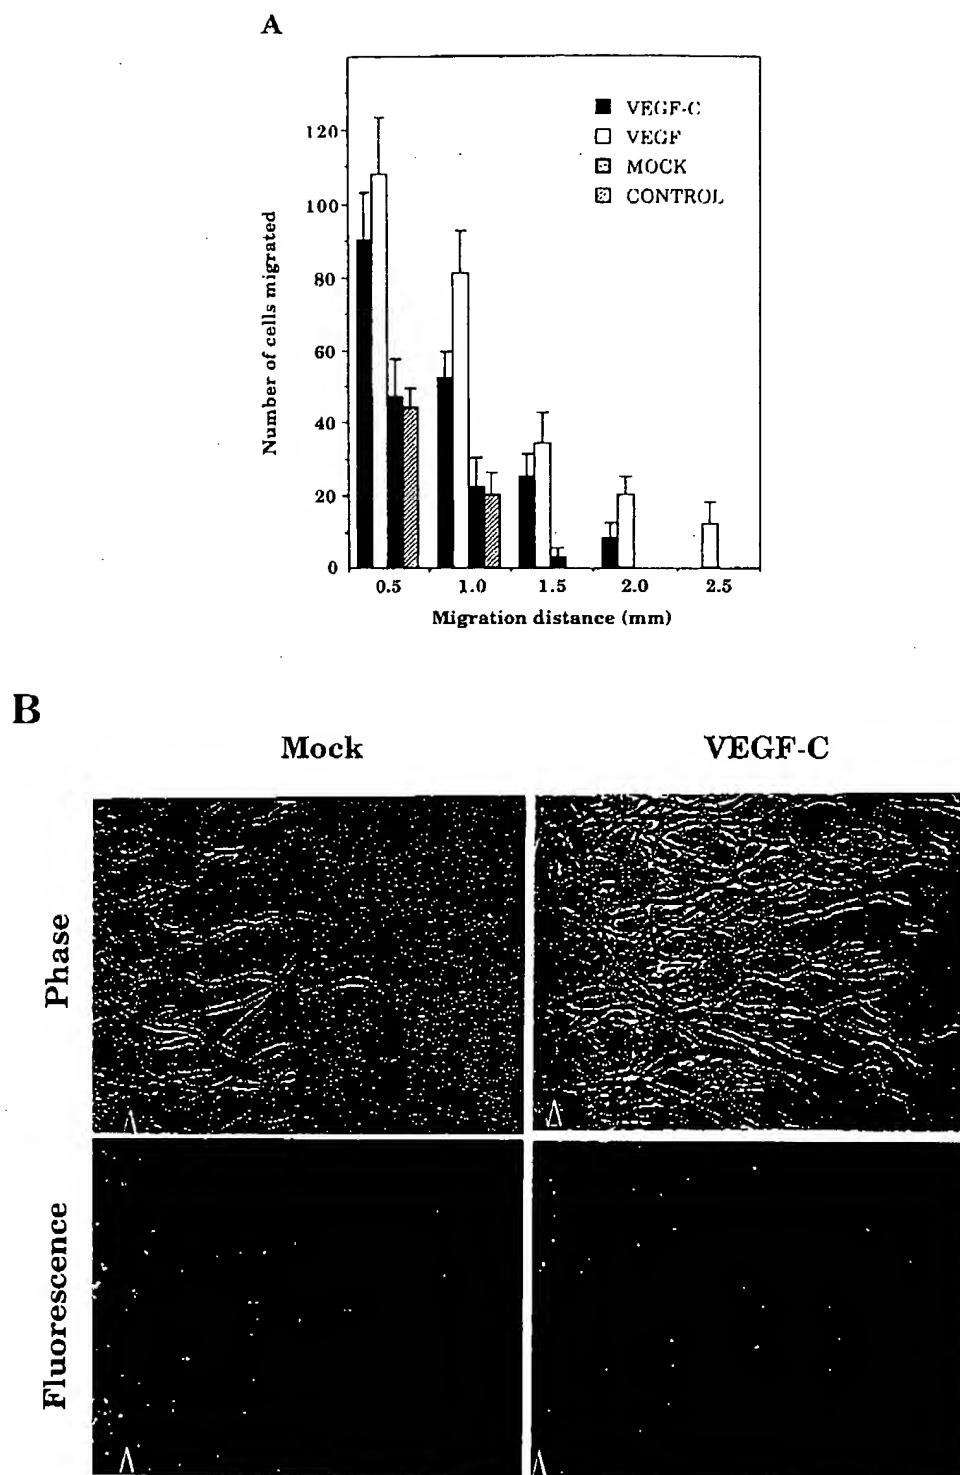 A
VEGF-C
VEGF
MOCK
CONTROL
120
100
80
60
40
20
0
Number of cells migrated
0.5 1.0 1.5 2.0 2.5
Migration distance (mm)
B
Mock VEGF-C
Phase
Fluorescence